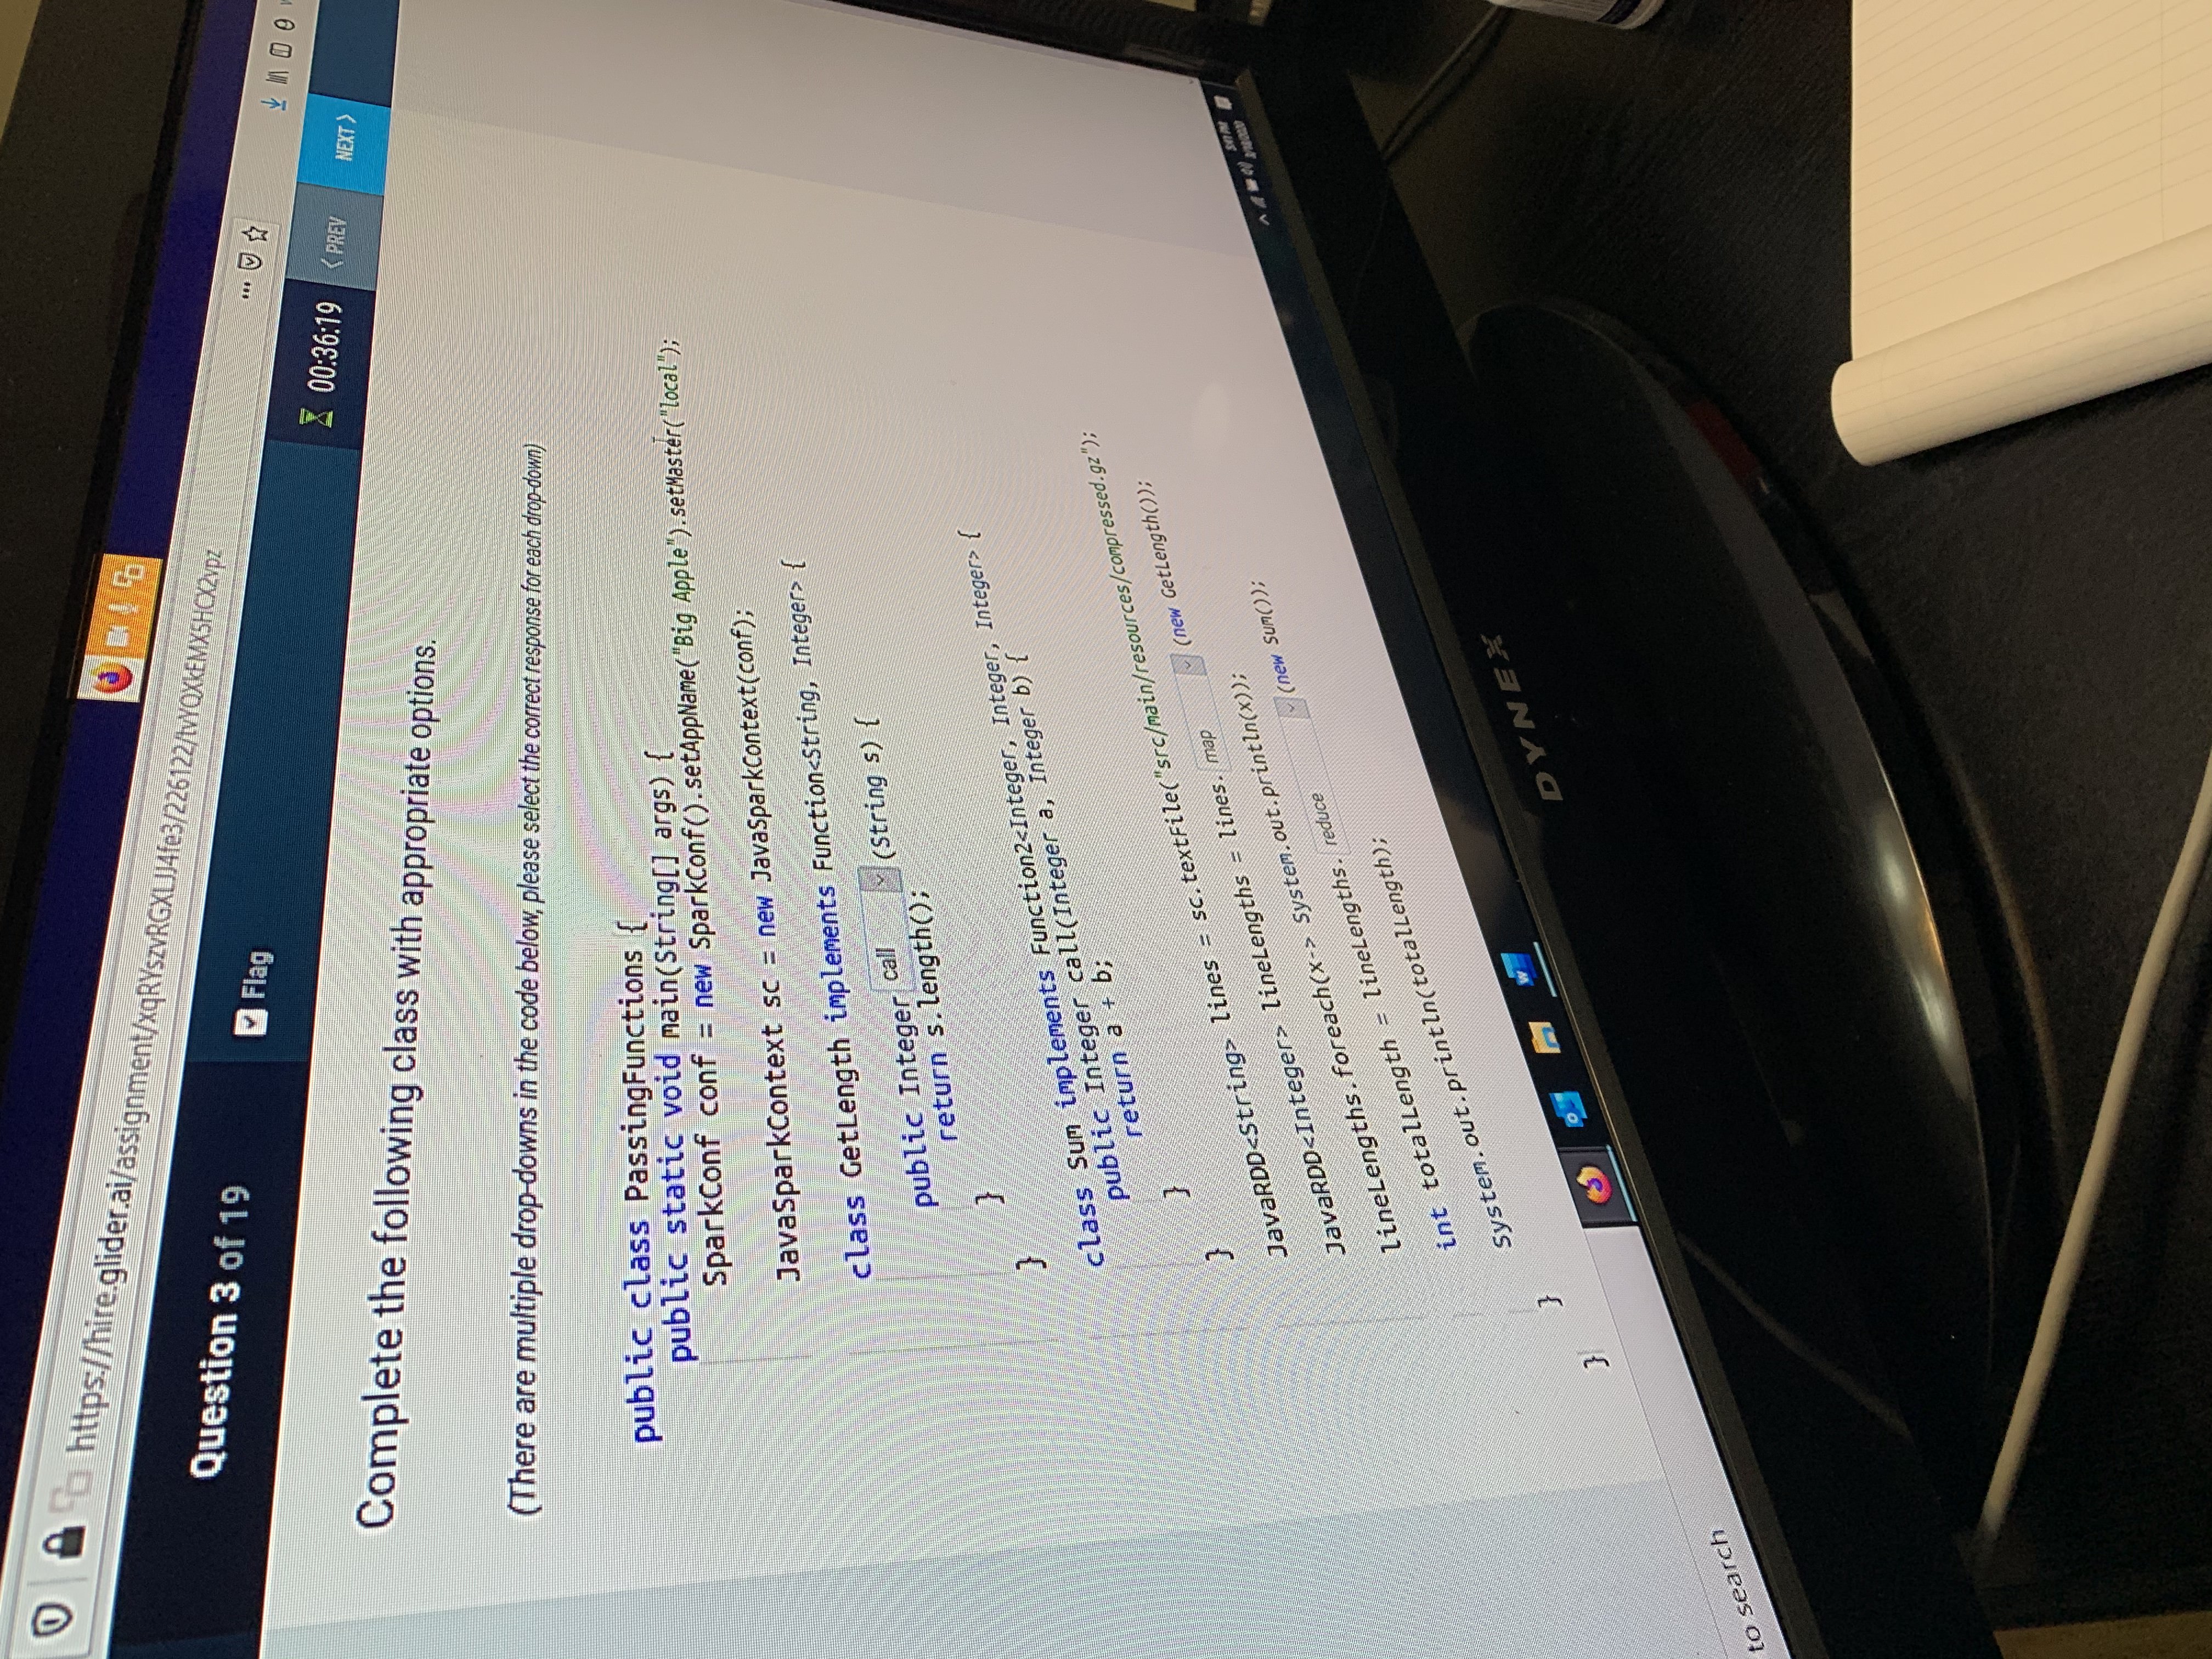 https://hire.glider.ai/assignment/xqRYszvRGXLJJ4fe3/226122/tvYQXkEMX5HCX2vpz
Question 3 of 19
Flag
00:36:19
PREV
NEXT
Complete the following class with appropriate options.
(There are multiple drop-downs in the code below, please select the correct response for each drop-down)
public class PassingFunctions {
public static void main(String[] args) {
SparkConf conf = new SparkConf().setAppName("Big Apple").setMaster("local");
JavaSparkContext sc = new JavaSparkContext(conf);
class GetLength implements Function<String, Integer> {
public Integer call (String s) {
return s.length();
}
}
class Sum implements Function2<Integer, Integer, Integer> {
public Integer call(Integer a, Integer b) {
return a + b;
}
}
JavaRDD<String> lines = sc.textFile("src/main/resources/compressed.gz");
JavaRDD<Integer> lineLengths = lines. map (new GetLength());
lineLengths.foreach(x-> System.out.println(x));
int totalLength = lineLengths. reduce (new Sum());
System.out.println(totalLength);
}
}
to search
DYNEX